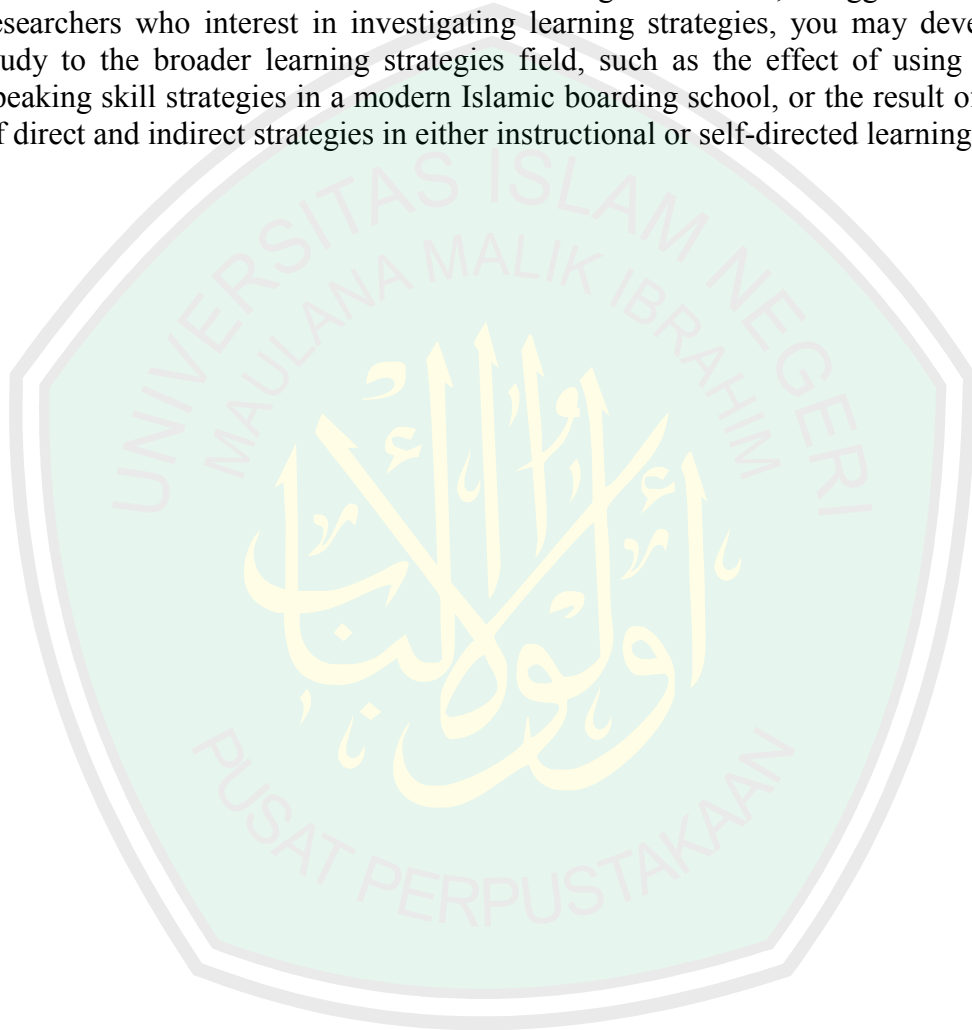 esearchers who interest in investigating learning strategies, you may deve
udy to the broader learning strategies field, such as the effect of using
peaking skill strategies in a modern Islamic boarding school, or the result of
f direct and indirect strategies in either instructional or self-directed learning
UNIVERSITAS ISLAM NEGERI
MAULANA MALIK IBRAHIM
PUSAT PERPUSTAKAAN